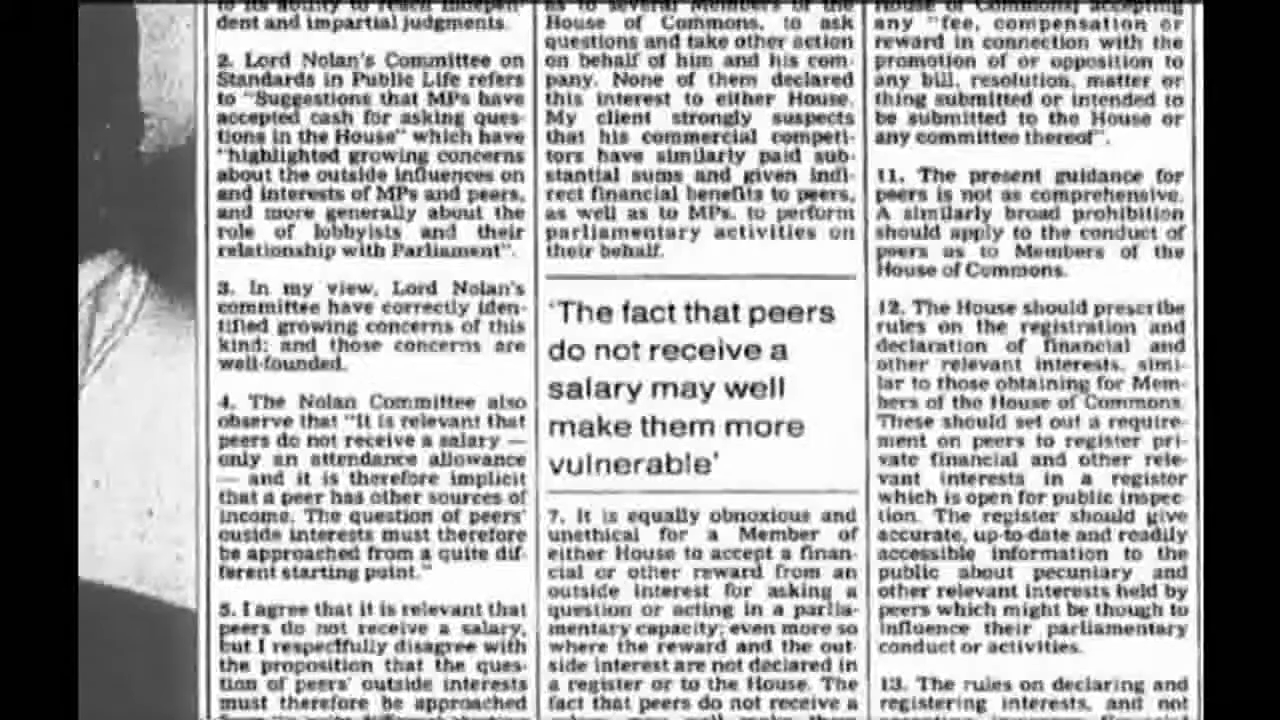 to its ability to reach indepen-
dent and impartial judgments.
2. Lord Nolan's Committee on
Standards in Public Life refers
to "Suggestions that MPs have
accepted cash for asking ques-
tions in the House" which have
"highlighted growing concerns
about the outside influences on
and interests of MPs and peers,
and more generally about the
role of lobbyists and their
relationship with Parliament".
3. In my view, Lord Nolan's
committee have correctly iden-
tified growing concerns of this
kind; and those concerns are
well-founded.
4. The Nolan Committee also
observe that "It is relevant that
peers do not receive a salary —
only an attendance allowance
— and it is therefore implicit
that a peer has other sources of
income. The question of peers'
ouside interests must therefore
be approached from a quite dif-
ferent starting point."
5. I agree that it is relevant that
peers do not receive a salary,
but I respectfully disagree with
the proposition that the ques-
tion of peers' outside interests
must therefore be approached
as to several Members of the
House of Commons, to ask
questions and take other action
on behalf of him and his com-
pany. None of them declared
this interest to either House.
My client strongly suspects
that his commercial competi-
tors have similarly paid sub-
stantial sums and given indi-
rect financial benefits to peers,
as well as to MPs, to perform
parliamentary activities on
their behalf.
'The fact that peers
do not receive a
salary may well
make them more
vulnerable'
7. It is equally obnoxious and
unethical for a Member of
either House to accept a finan-
cial or other reward from an
outside interest for asking a
question or acting in a parlia-
mentary capacity; even more so
where the reward and the out-
side interest are not declared in
a register or to the House. The
fact that peers do not receive a
House of Commons) accepting
any "fee, compensation or
reward in connection with the
promotion of or opposition to
any bill, resolution, matter or
thing submitted or intended to
be submitted to the House or
any committee thereof".
11. The present guidance for
peers is not as comprehensive.
A similarly broad prohibition
should apply to the conduct of
peers as to Members of the
House of Commons.
12. The House should prescribe
rules on the registration and
declaration of financial and
other relevant interests, simi-
lar to those obtaining for Mem-
bers of the House of Commons.
These should set out a require-
ment on peers to register pri-
vate financial and other rele-
vant interests in a register
which is open for public inspec-
tion. The register should give
accurate, up-to-date and readily
accessible information to the
public about pecuniary and
other relevant interests held by
peers which might be though to
influence their parliamentary
conduct or activities.
13. The rules on declaring and
registering interests, and not